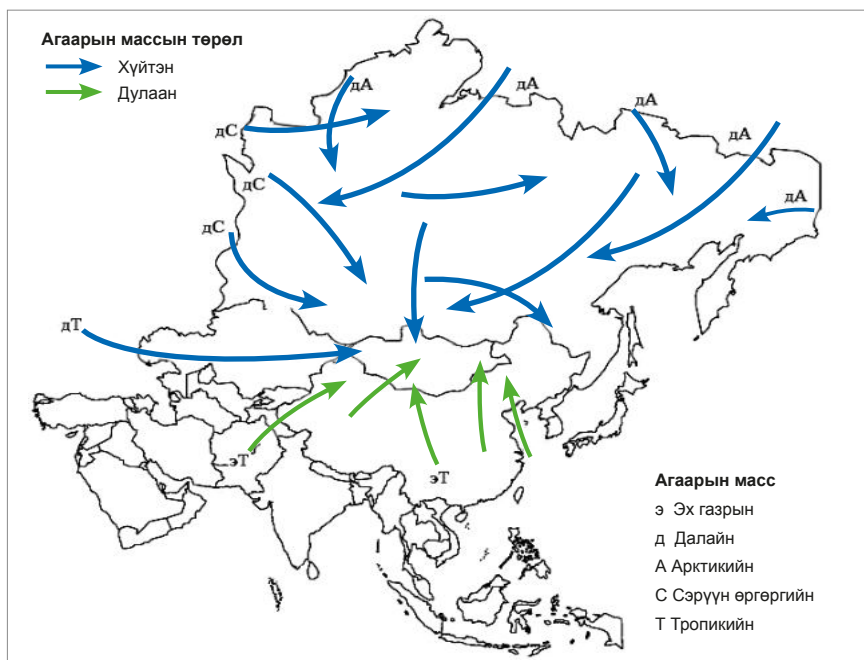 Агаарын массын төрөл
Хүйтэн
Дулаан
дА
дА
дА
дА
дС
дС
дА
дС
дТ
эТ
эТ
Агаарын масс
э Эх газрын
д Далайн
А Арктикийн
С Сэрүүн өргөргийн
Т Тропикийн